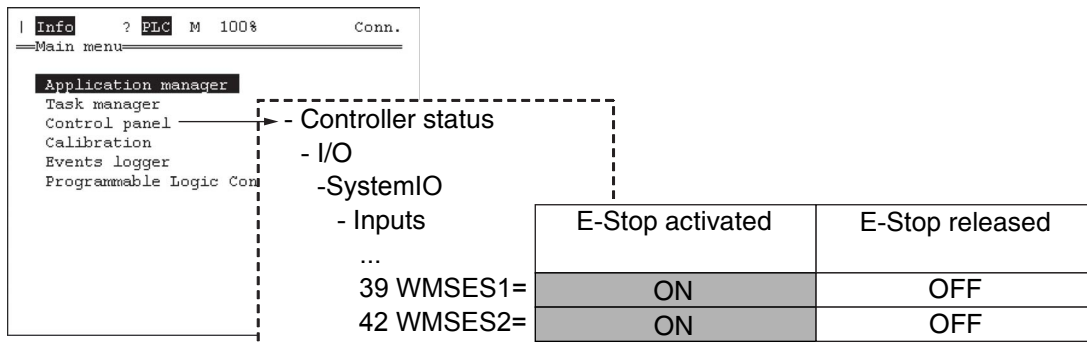 | Info ? PLC M 100% Conn.
Main menu
Application manager
Task manager
Control panel
Calibration
Events logger
Programmable Logic Con
- Controller status
- I/O
-SystemIO
- Inputs
...
39 WMSES1=
42 WMSES2=
E-Stop activated E-Stop released
ON OFF
ON OFF